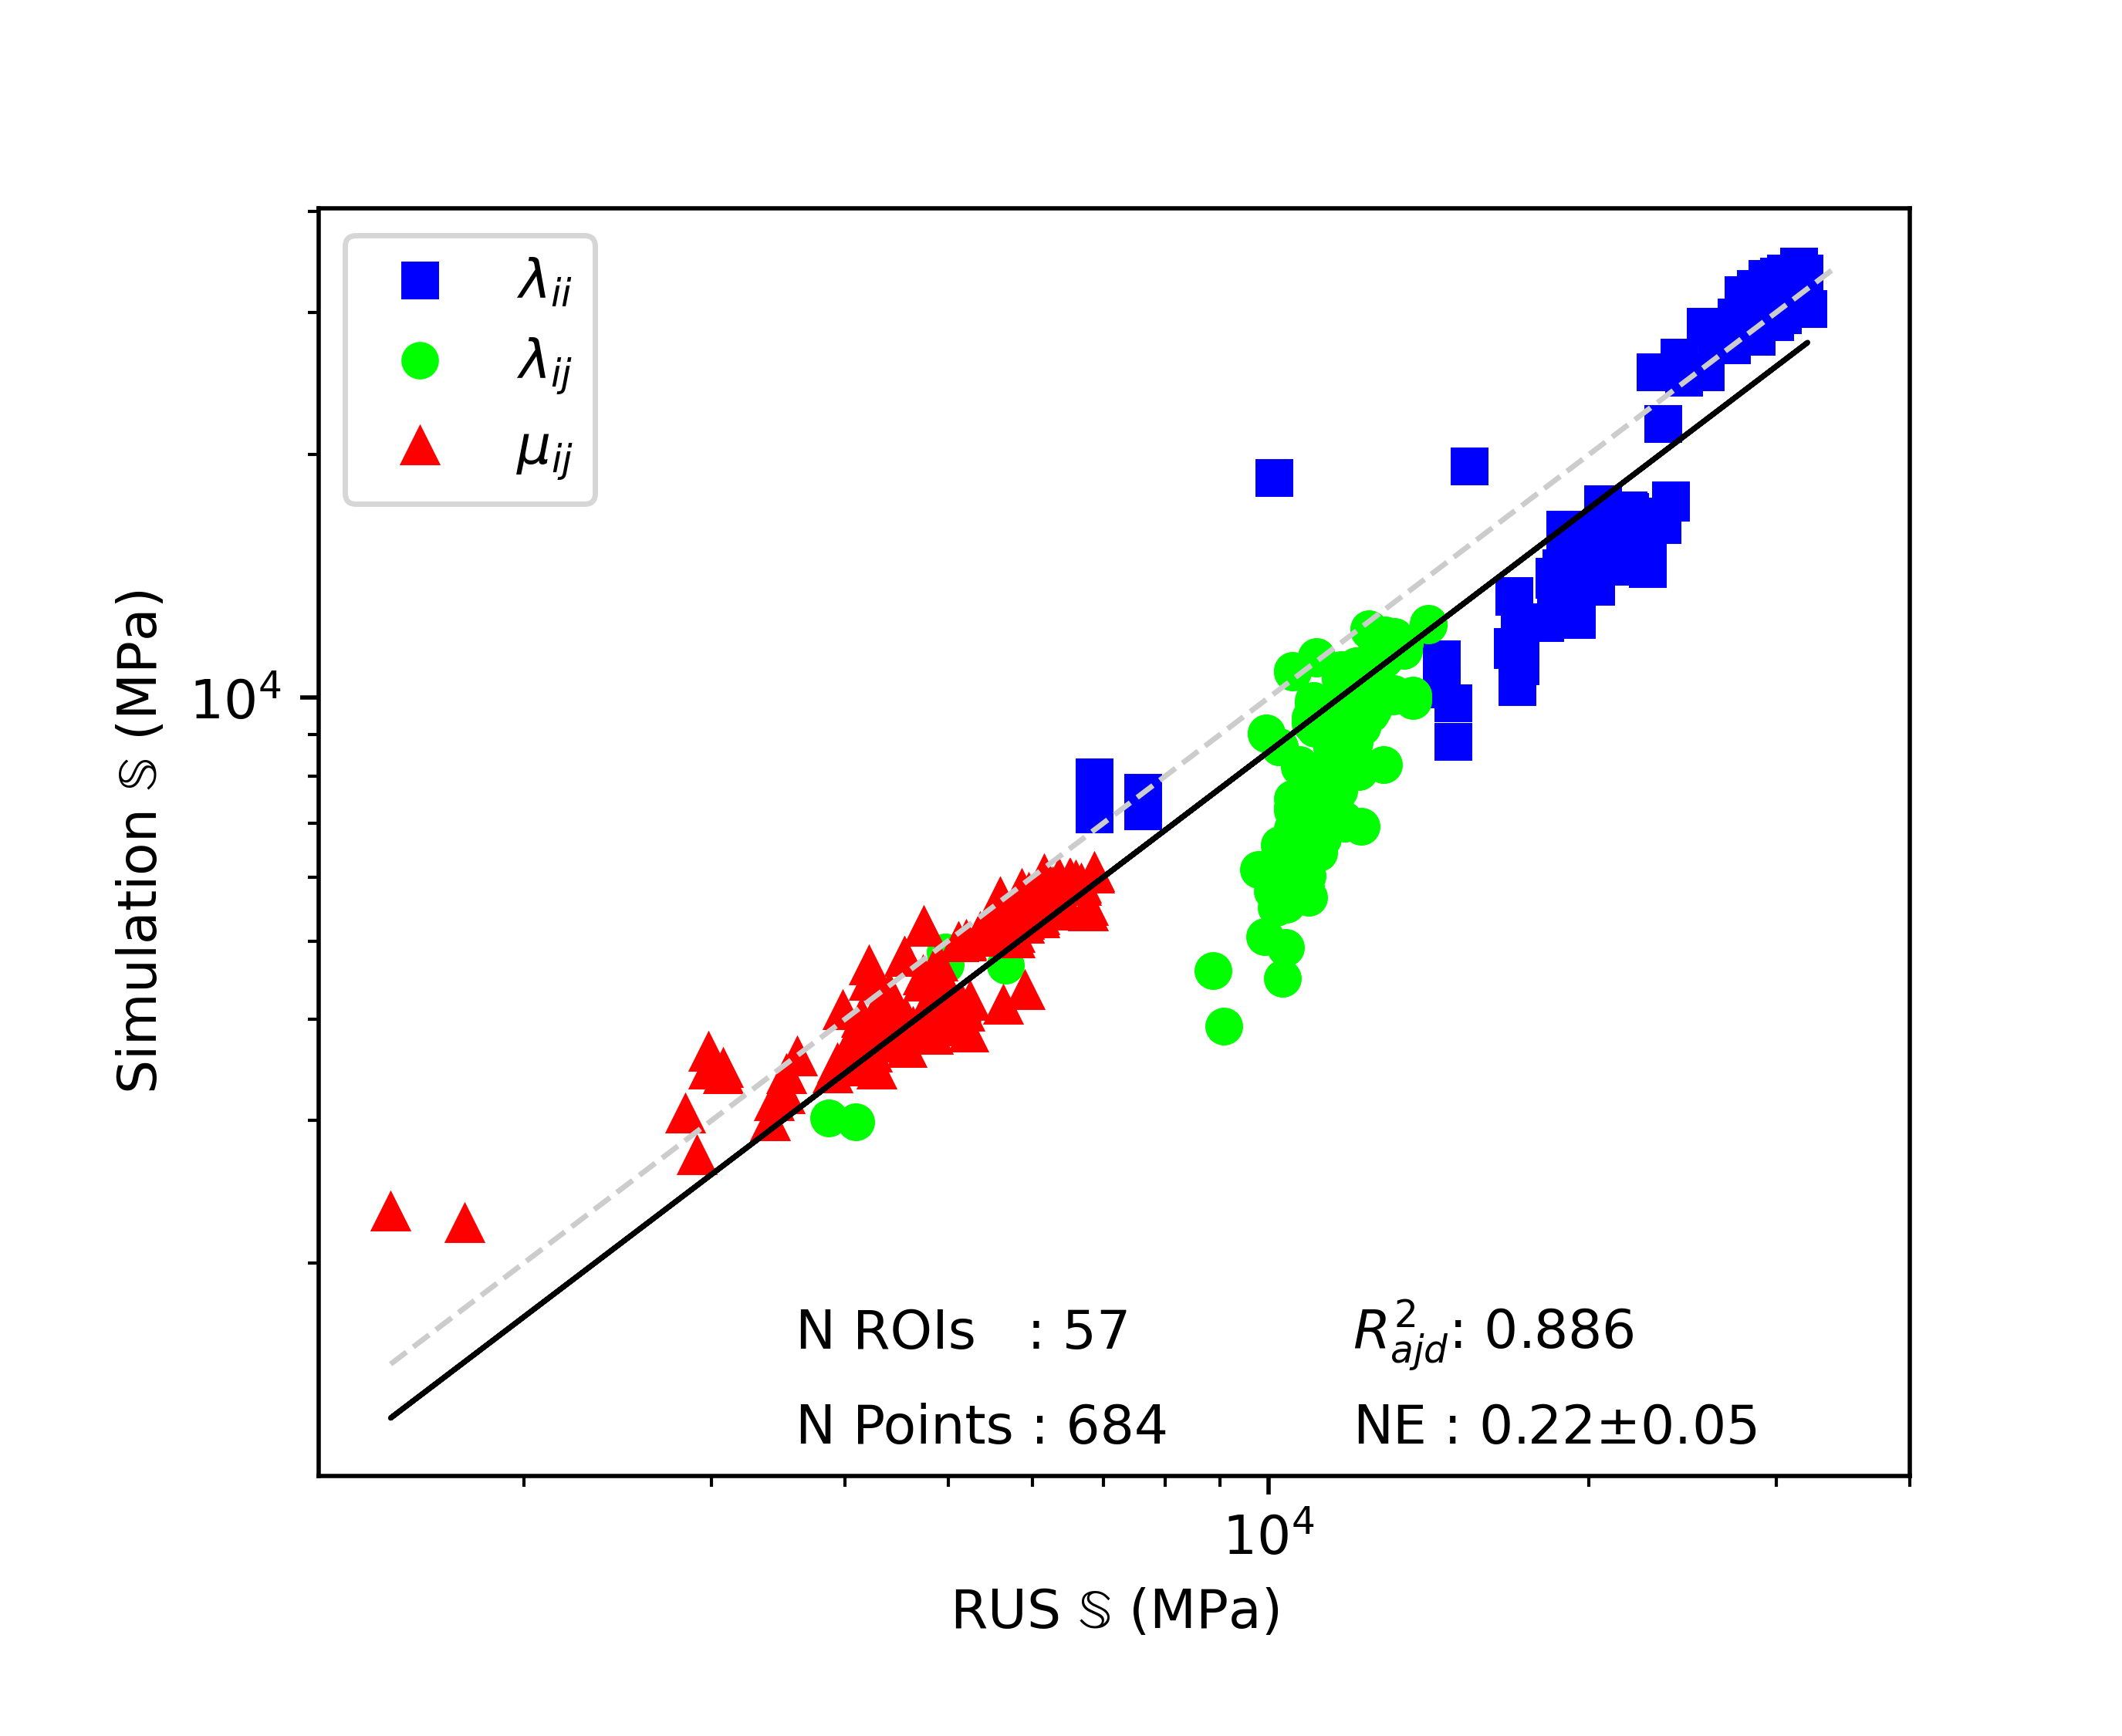 λii
λij
μij
Simulation 𝕊 (MPa)
10⁴
N ROIs : 57
R²ajd: 0.886
N Points : 684
NE : 0.22±0.05
10⁴
RUS 𝕊 (MPa)